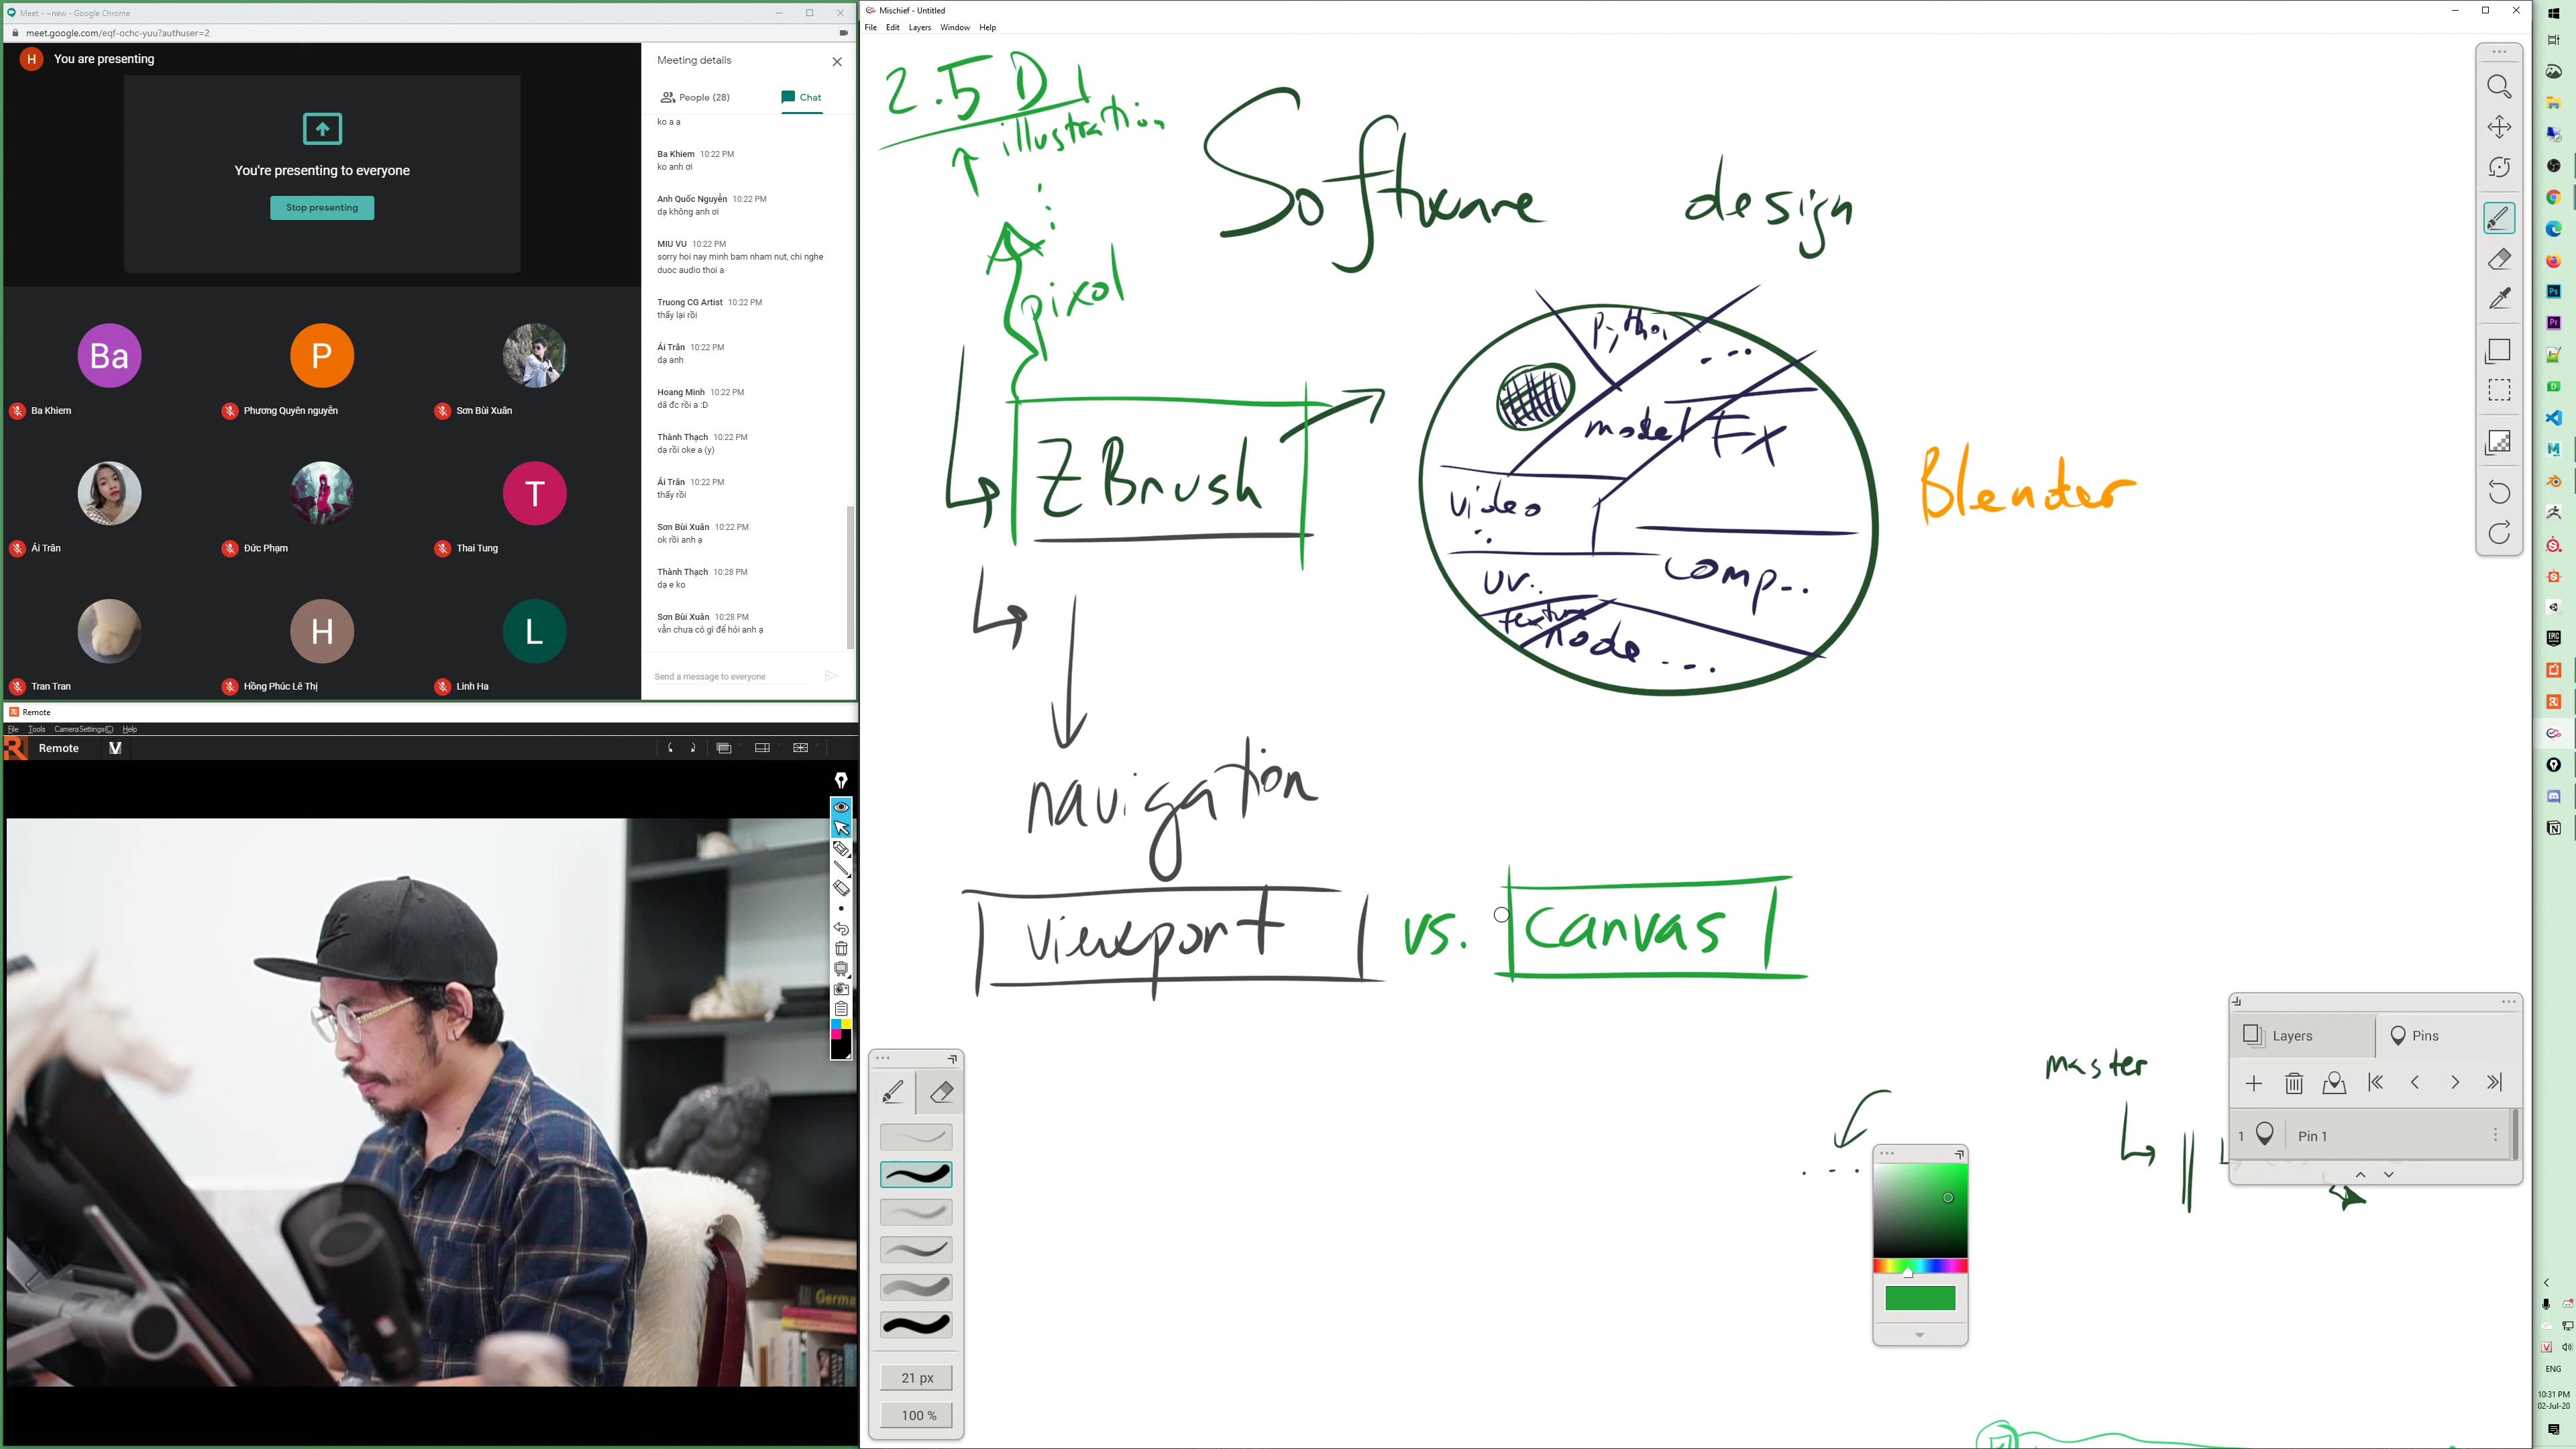 Meet - ~new - Google Chrome
meet.google.com/eqf-ochc-yuu?authuser=2
H You are presenting
You're presenting to everyone
Stop presenting
Ba
P
Ba Khiem
Phương Quyên nguyễn
Sơn Bùi Xuân
T
Ái Trân
Đức Phạm
Thai Tung
H
L
Tran Tran
Hồng Phúc Lê Thị
Linh Ha
Meeting details
People (28)
Chat
ko a a
Ba Khiem 10:22 PM
ko anh ơi
Anh Quốc Nguyễn 10:22 PM
dạ không anh ơi
MIU VU 10:22 PM
sorry hoi nay minh bam nham nut, chi nghe
duoc audio thoi a
Truong CG Artist 10:22 PM
thấy lại rồi
Ái Trân 10:22 PM
dạ anh
Hoang Minh 10:22 PM
dã đc rồi a :D
Thành Thạch 10:22 PM
dạ rồi oke a (y)
Ái Trân 10:22 PM
thấy rồi
Sơn Bùi Xuân 10:22 PM
ok rồi anh ạ
Thành Thạch 10:28 PM
dạ e ko
Sơn Bùi Xuân 10:28 PM
vẫn chưa có gì để hỏi anh ạ
Send a message to everyone
Remote
File Tools CameraSettings(C) Help
Remote
German
Mischief - Untitled
File Edit Layers Window Help
2.5 D
illustration
pixol
Software design
ZBrush
...
model
FX
video
uv..
comp...
texture
node ...
Blender
navigation
viewport vs. canvas
master
...
Layers
Pins
1 Pin 1
21 px
100 %
Ps
Pr
EPIC
ENG
10:31 PM
02-Jul-20